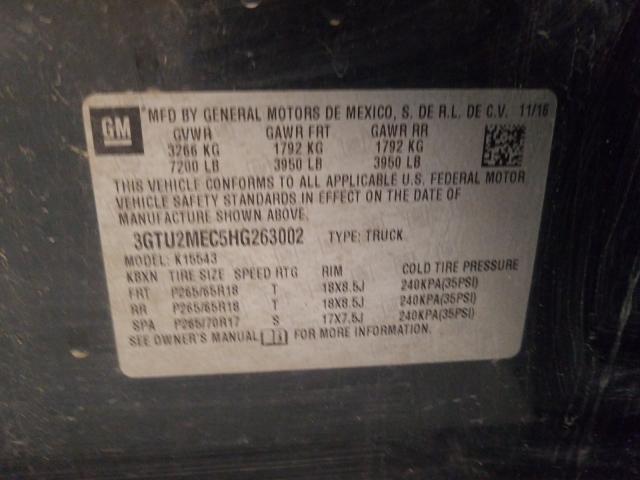 GM
MFD BY GENERAL MOTORS DE MEXICO, S. DE R.L. DE C.V. 11/16
GVWR GAWR FRT GAWR RR
3266 KG 1792 KG 1792 KG
7200 LB 3950 LB 3950 LB
THIS VEHICLE CONFORMS TO ALL APPLICABLE U.S. FEDERAL MOTOR
VEHICLE SAFETY STANDARDS IN EFFECT ON THE DATE OF
MANUFACTURE SHOWN ABOVE.
3GTU2MEC5HG263002 TYPE: TRUCK
MODEL: K15543
KBXN TIRE SIZE SPEED RTG RIM COLD TIRE PRESSURE
FRT P265/65R18 T 18X8.5J 240KPA(35PSI)
RR P265/65R18 T 18X8.5J 240KPA(35PSI)
SPA P265/70R17 S 17X7.5J 240KPA(35PSI)
SEE OWNER'S MANUAL FOR MORE INFORMATION.